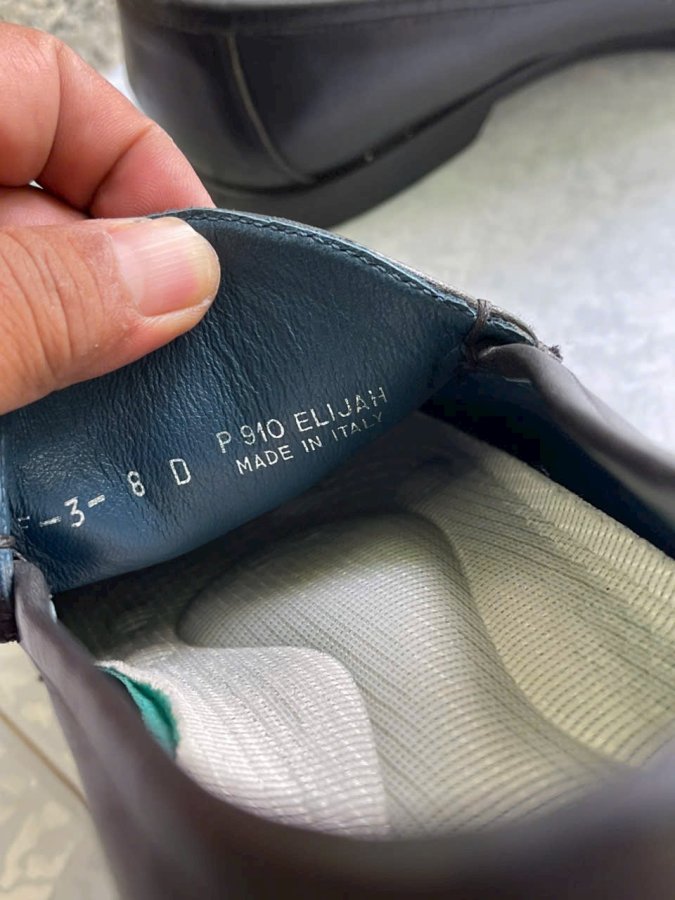 P 910 ELIJAH
MADE IN ITALY
-3- 8 D